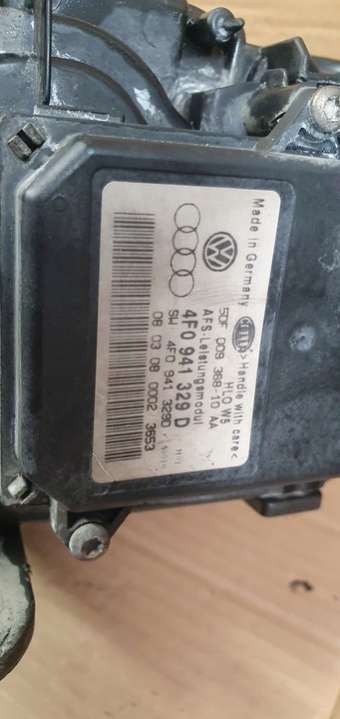 Made in Germany
HELLA
>Handle with care<
HLO W5
5DF 009 368-10 AA
AFS-Leistungsmodul
4F0 941 329 D
SW: 4F0 941 329D
08 03 08 0002 3653